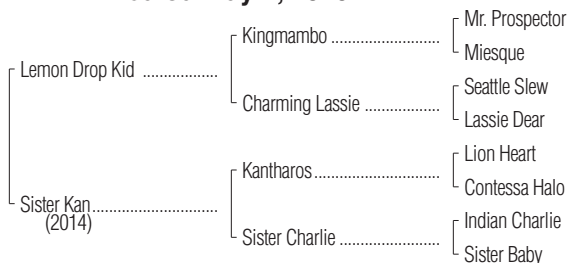 Mr. Prospector
Kingmambo ..........................
Miesque
Lemon Drop Kid ..................
Seattle Slew
Charming Lassie ..................
Lassie Dear
Lion Heart
Kantharos..............................
Contessa Halo
Sister Kan..............................
(2014)
Indian Charlie
Sister Charlie ........................
Sister Baby